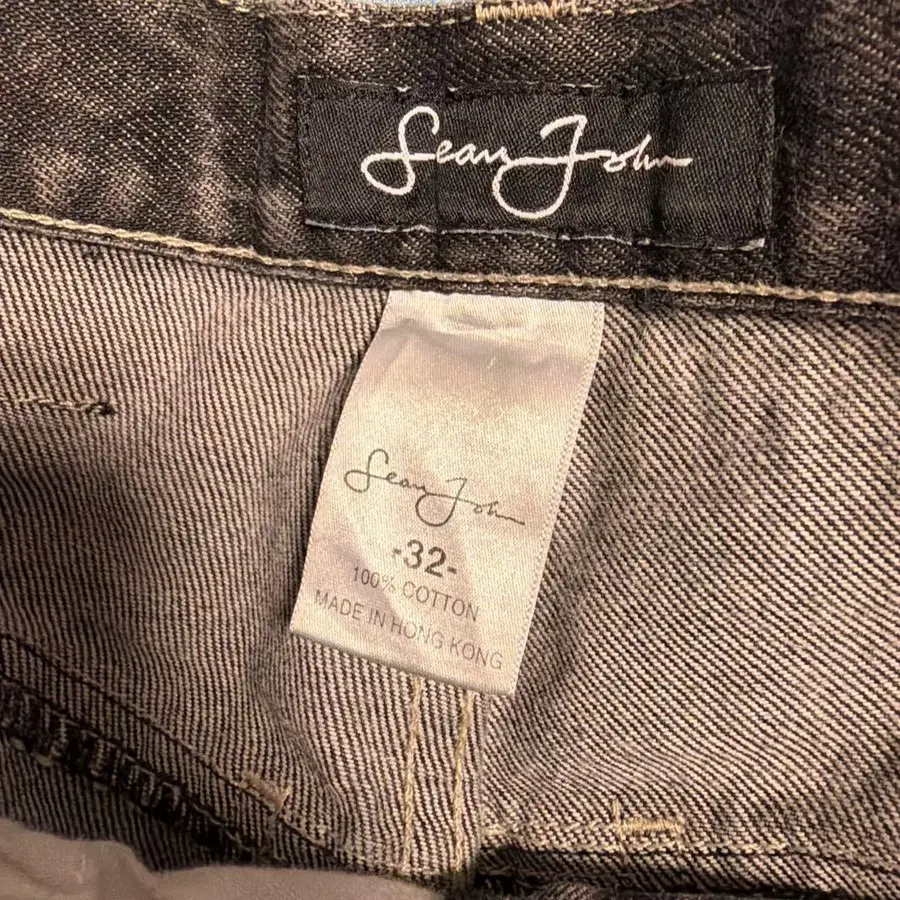 Sean John
Sean John
-32-
100% COTTON
MADE IN HONG KONG